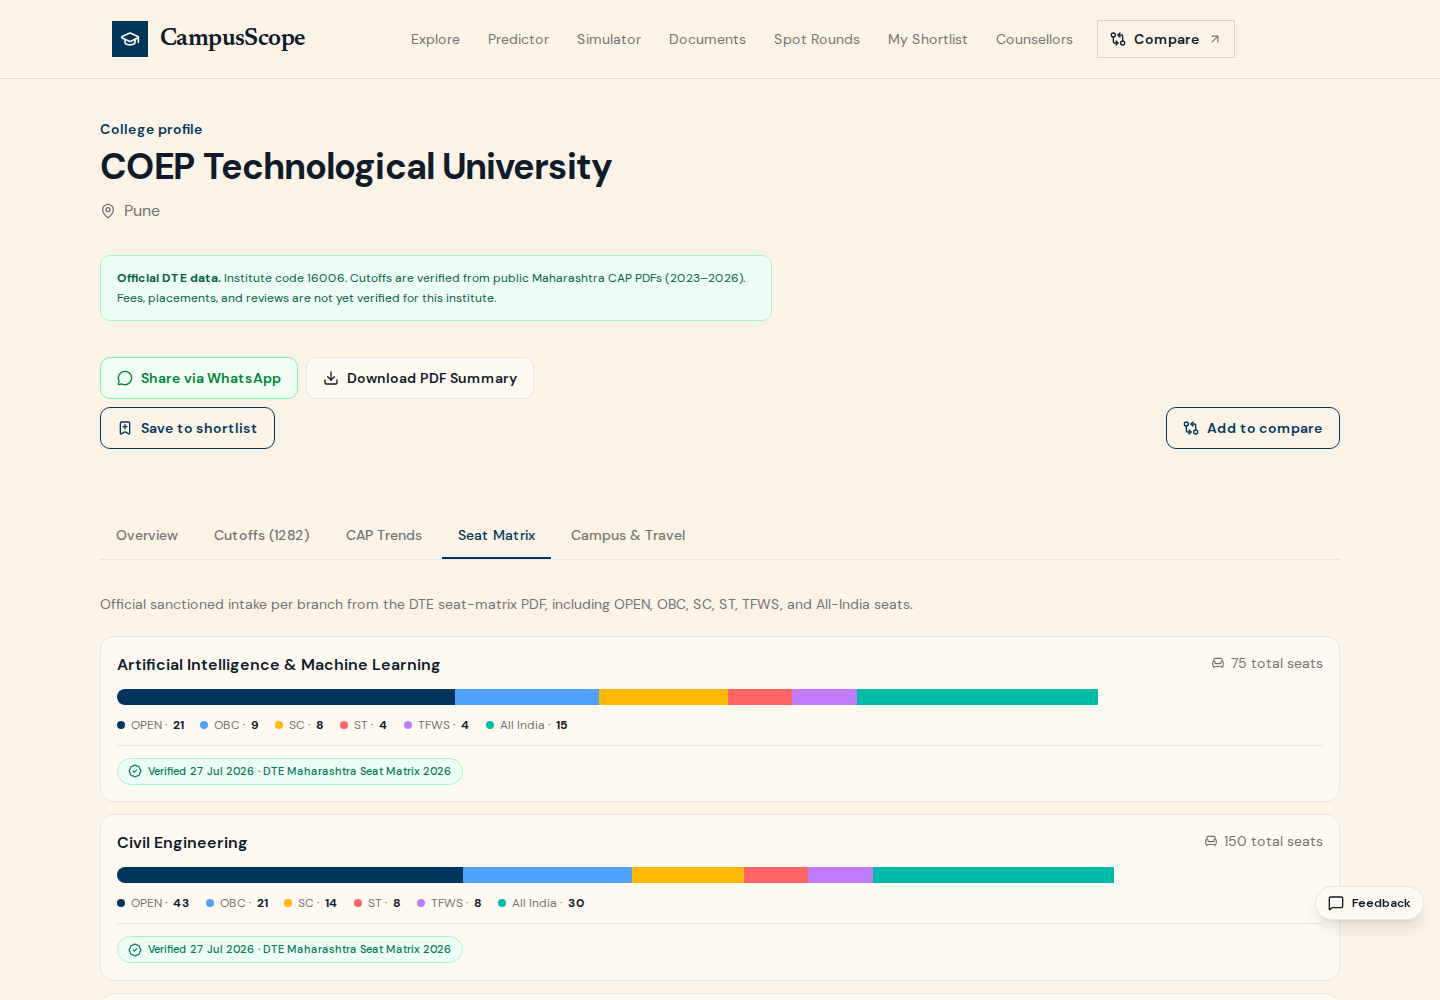 CampusScope
Explore
Predictor
Simulator
Documents
Spot Rounds
My Shortlist
Counsellors
Compare
College profile
COEP Technological University
Pune
Official DTE data. Institute code 16006. Cutoffs are verified from public Maharashtra CAP PDFs (2023–2026).
Fees, placements, and reviews are not yet verified for this institute.
Share via WhatsApp
Download PDF Summary
Save to shortlist
Add to compare
Overview
Cutoffs (1282)
CAP Trends
Seat Matrix
Campus & Travel
Official sanctioned intake per branch from the DTE seat-matrix PDF, including OPEN, OBC, SC, ST, TFWS, and All-India seats.
Artificial Intelligence & Machine Learning
75 total seats
OPEN · 21
OBC · 9
SC · 8
ST · 4
TFWS · 4
All India · 15
Verified 27 Jul 2026 · DTE Maharashtra Seat Matrix 2026
Civil Engineering
150 total seats
OPEN · 43
OBC · 21
SC · 14
ST · 8
TFWS · 8
All India · 30
Feedback
Verified 27 Jul 2026 · DTE Maharashtra Seat Matrix 2026